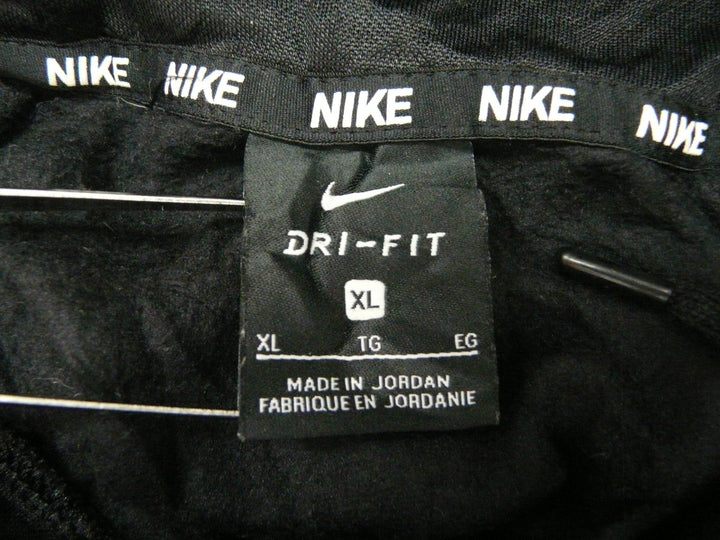 NIKE NIKE NIKE NIKE NIKE
DRI-FIT
XL
XL TG EG
MADE IN JORDAN
FABRIQUE EN JORDANIE